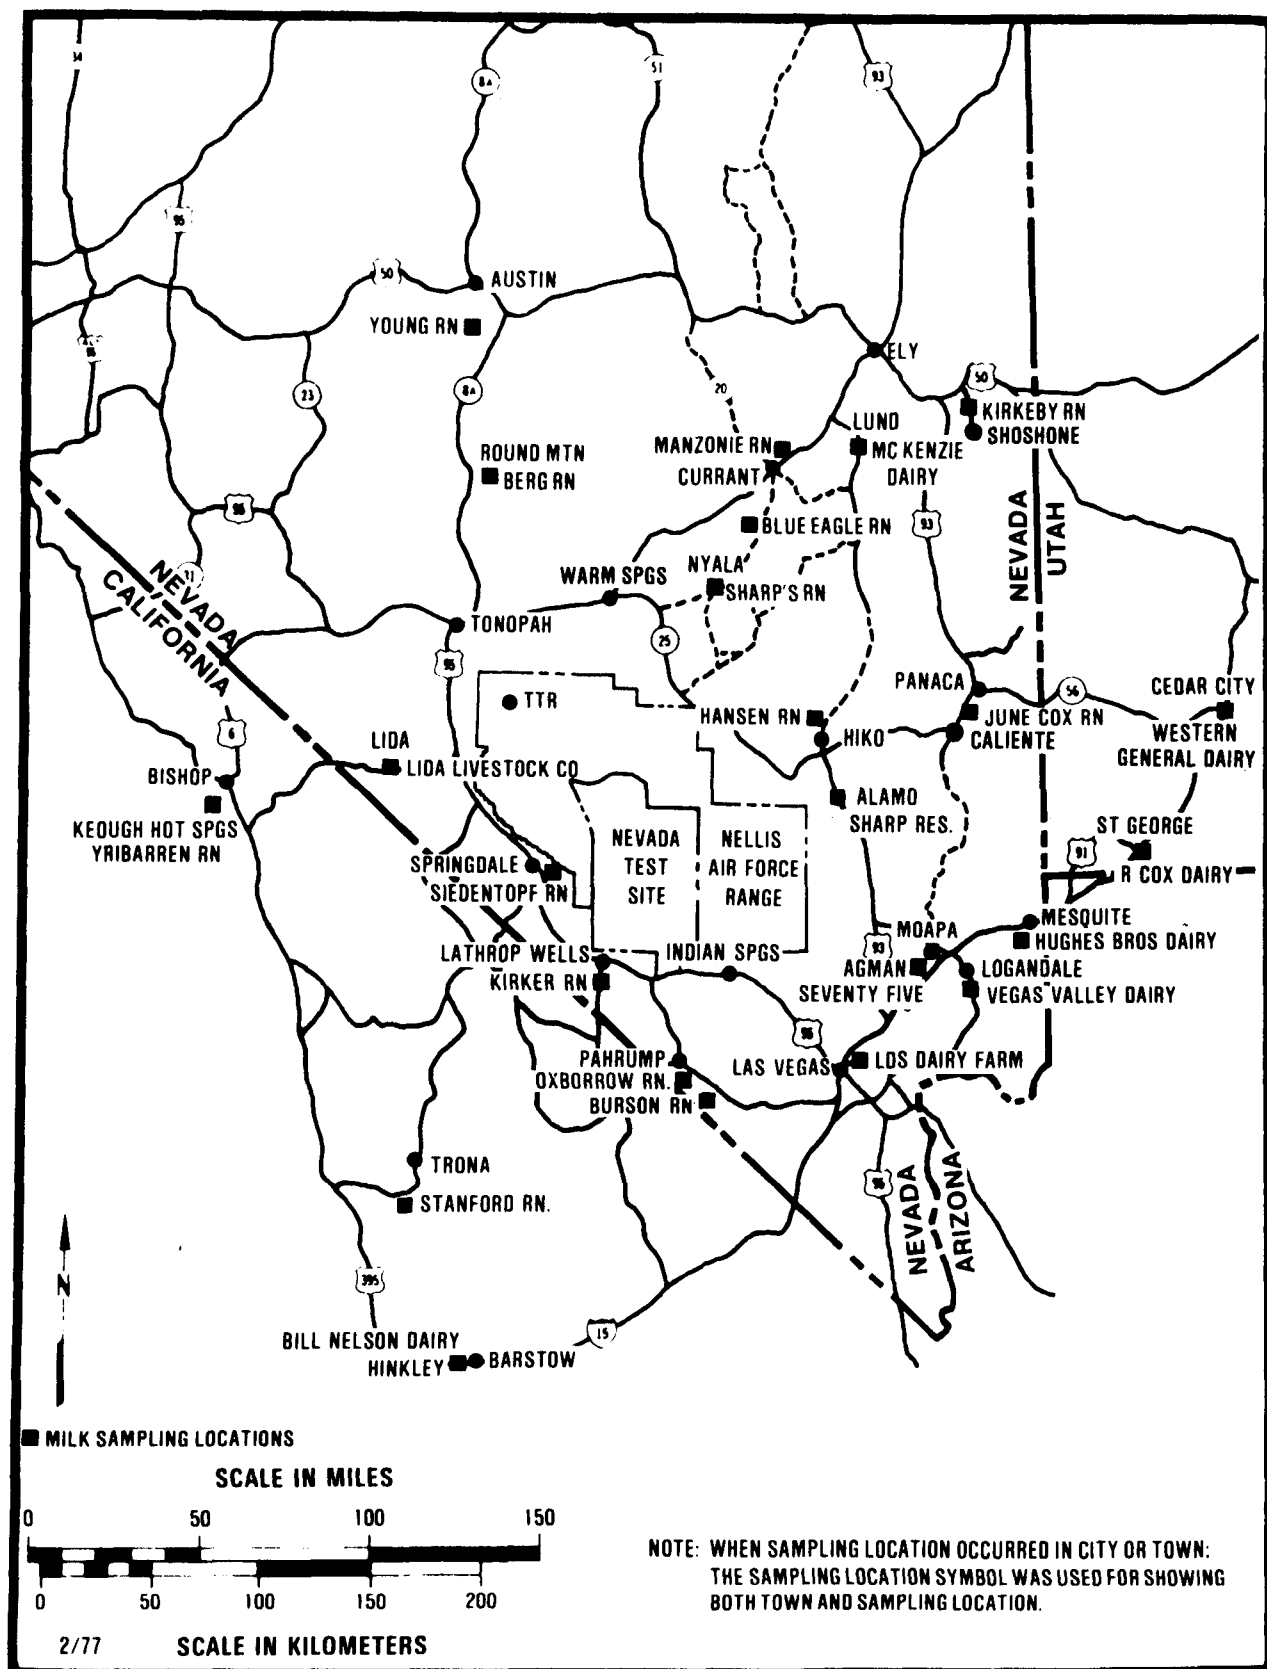 34
8A
51
93
95
50
AUSTIN
YOUNG RN
ELY
23
8A
20
50
KIRKEBY RN
SHOSHONE
LUND
MANZONIE RN
MC KENZIE
DAIRY
CURRANT
ROUND MTN
BERG RN
95
93
BLUE EAGLE RN
NEVADA
UTAH
NYALA
SHARP'S RN
WARM SPGS
NEVADA
CALIFORNIA
TONOPAH
25
95
PANACA
56
CEDAR CITY
TTR
HANSEN RN
JUNE COX RN
6
HIKO
CALIENTE
WESTERN
GENERAL DAIRY
LIDA
LIDA LIVESTOCK CO
BISHOP
KEOUGH HOT SPGS
YRIBARREN RN
ALAMO
SHARP RES.
NEVADA
TEST
SITE
NELLIS
AIR FORCE
RANGE
ST GEORGE
91
R COX DAIRY
SPRINGDALE
SIEDENTOPF RN
MESQUITE
HUGHES BROS DAIRY
MOAPA
93
LATHROP WELLS
INDIAN SPGS
AGMAN
SEVENTY FIVE
LOGANDALE
VEGAS VALLEY DAIRY
KIRKER RN
95
PAHRUMP
OXBORROW RN.
BURSON RN
LAS VEGAS
LDS DAIRY FARM
TRONA
STANFORD RN.
95
NEVADA
ARIZONA
N
395
15
BILL NELSON DAIRY
HINKLEY
BARSTOW
MILK SAMPLING LOCATIONS
SCALE IN MILES
0 50 100 150
0 50 100 150 200
2/77 SCALE IN KILOMETERS
NOTE: WHEN SAMPLING LOCATION OCCURRED IN CITY OR TOWN:
THE SAMPLING LOCATION SYMBOL WAS USED FOR SHOWING
BOTH TOWN AND SAMPLING LOCATION.